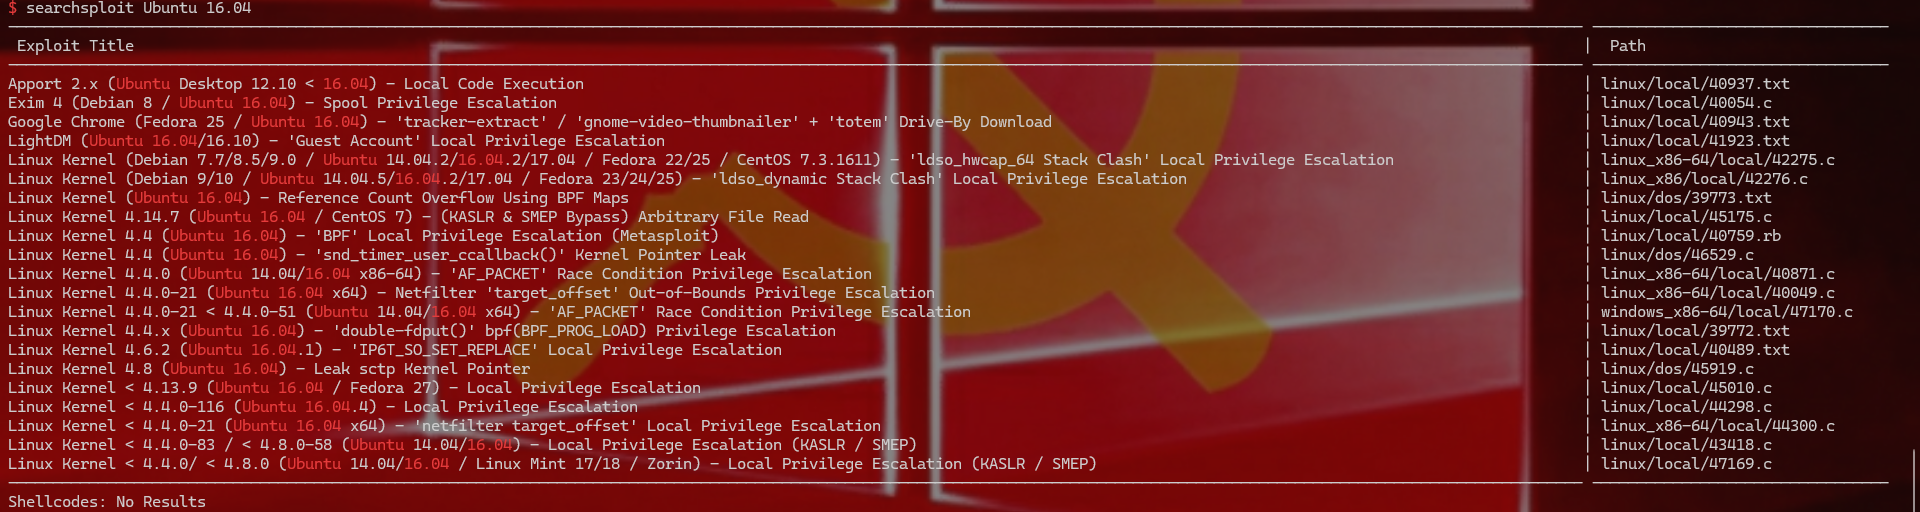 $ searchsploit Ubuntu 16.04
Exploit Title | Path
Apport 2.x (Ubuntu Desktop 12.10 < 16.04) - Local Code Execution | linux/local/40937.txt
Exim 4 (Debian 8 / Ubuntu 16.04) - Spool Privilege Escalation | linux/local/40054.c
Google Chrome (Fedora 25 / Ubuntu 16.04) - 'tracker-extract' / 'gnome-video-thumbnailer' + 'totem' Drive-By Download | linux/local/40943.txt
LightDM (Ubuntu 16.04/16.10) - 'Guest Account' Local Privilege Escalation | linux/local/41923.txt
Linux Kernel (Debian 7.7/8.5/9.0 / Ubuntu 14.04.2/16.04.2/17.04 / Fedora 22/25 / CentOS 7.3.1611) - 'ldso_hwcap_64 Stack Clash' Local Privilege Escalation | linux_x86-64/local/42275.c
Linux Kernel (Debian 9/10 / Ubuntu 14.04.5/16.04.2/17.04 / Fedora 23/24/25) - 'ldso_dynamic Stack Clash' Local Privilege Escalation | linux_x86/local/42276.c
Linux Kernel (Ubuntu 16.04) - Reference Count Overflow Using BPF Maps | linux/dos/39773.txt
Linux Kernel 4.14.7 (Ubuntu 16.04 / CentOS 7) - (KASLR & SMEP Bypass) Arbitrary File Read | linux/local/45175.c
Linux Kernel 4.4 (Ubuntu 16.04) - 'BPF' Local Privilege Escalation (Metasploit) | linux/local/40759.rb
Linux Kernel 4.4 (Ubuntu 16.04) - 'snd_timer_user_ccallback()' Kernel Pointer Leak | linux/dos/46529.c
Linux Kernel 4.4.0 (Ubuntu 14.04/16.04 x86-64) - 'AF_PACKET' Race Condition Privilege Escalation | linux_x86-64/local/40871.c
Linux Kernel 4.4.0-21 (Ubuntu 16.04 x64) - Netfilter 'target_offset' Out-of-Bounds Privilege Escalation | linux_x86-64/local/40049.c
Linux Kernel 4.4.0-21 < 4.4.0-51 (Ubuntu 14.04/16.04 x64) - 'AF_PACKET' Race Condition Privilege Escalation | windows_x86-64/local/47170.c
Linux Kernel 4.4.x (Ubuntu 16.04) - 'double-fdput()' bpf(BPF_PROG_LOAD) Privilege Escalation | linux/local/39772.txt
Linux Kernel 4.6.2 (Ubuntu 16.04.1) - 'IP6T_SO_SET_REPLACE' Local Privilege Escalation | linux/local/40489.txt
Linux Kernel 4.8 (Ubuntu 16.04) - Leak sctp Kernel Pointer | linux/dos/45919.c
Linux Kernel < 4.13.9 (Ubuntu 16.04 / Fedora 27) - Local Privilege Escalation | linux/local/45010.c
Linux Kernel < 4.4.0-116 (Ubuntu 16.04.4) - Local Privilege Escalation | linux/local/44298.c
Linux Kernel < 4.4.0-21 (Ubuntu 16.04 x64) - 'netfilter target_offset' Local Privilege Escalation | linux_x86-64/local/44300.c
Linux Kernel < 4.4.0-83 / < 4.8.0-58 (Ubuntu 14.04/16.04) - Local Privilege Escalation (KASLR / SMEP) | linux/local/43418.c
Linux Kernel < 4.4.0/ < 4.8.0 (Ubuntu 14.04/16.04 / Linux Mint 17/18 / Zorin) - Local Privilege Escalation (KASLR / SMEP) | linux/local/47169.c
Shellcodes: No Results